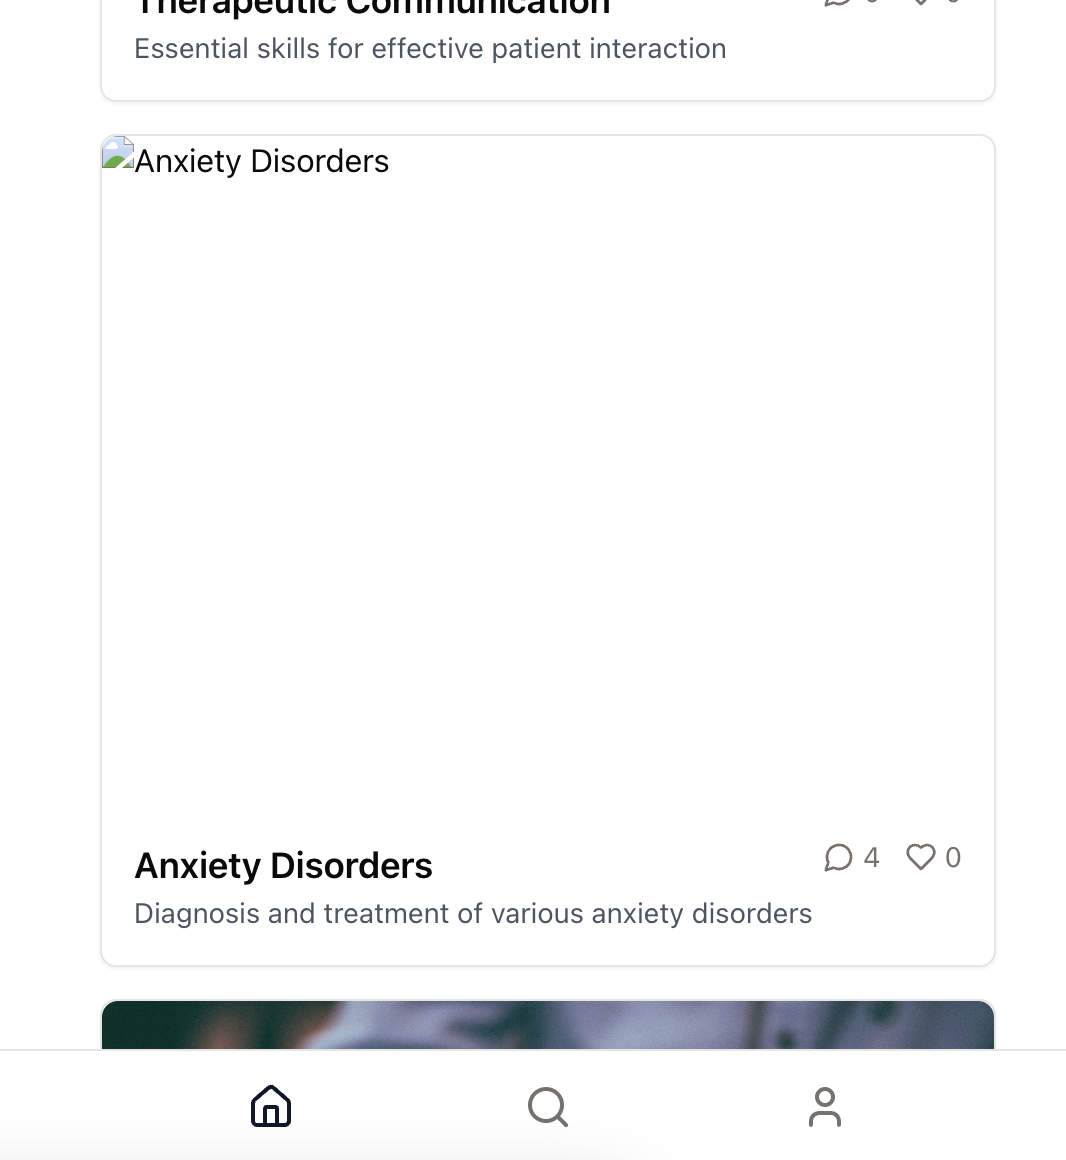 Therapeutic Communication
Essential skills for effective patient interaction
Anxiety Disorders
Anxiety Disorders
4 0
Diagnosis and treatment of various anxiety disorders